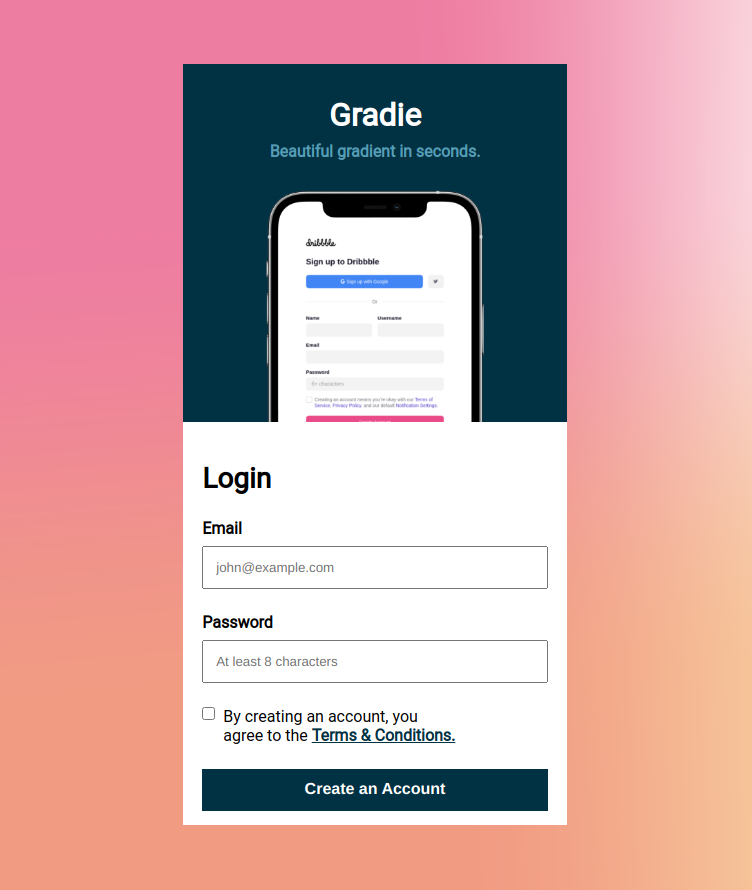 Gradie
Beautiful gradient in seconds.
dribbble
Sign up to Dribbble
Sign up with Google
Or
Name Username
Email
Password
6+ characters
Creating an account means you're okay with our Terms of
Service, Privacy Policy, and our default Notification Settings.
Login
Email
john@example.com
Password
At least 8 characters
By creating an account, you
agree to the Terms & Conditions.
Create an Account